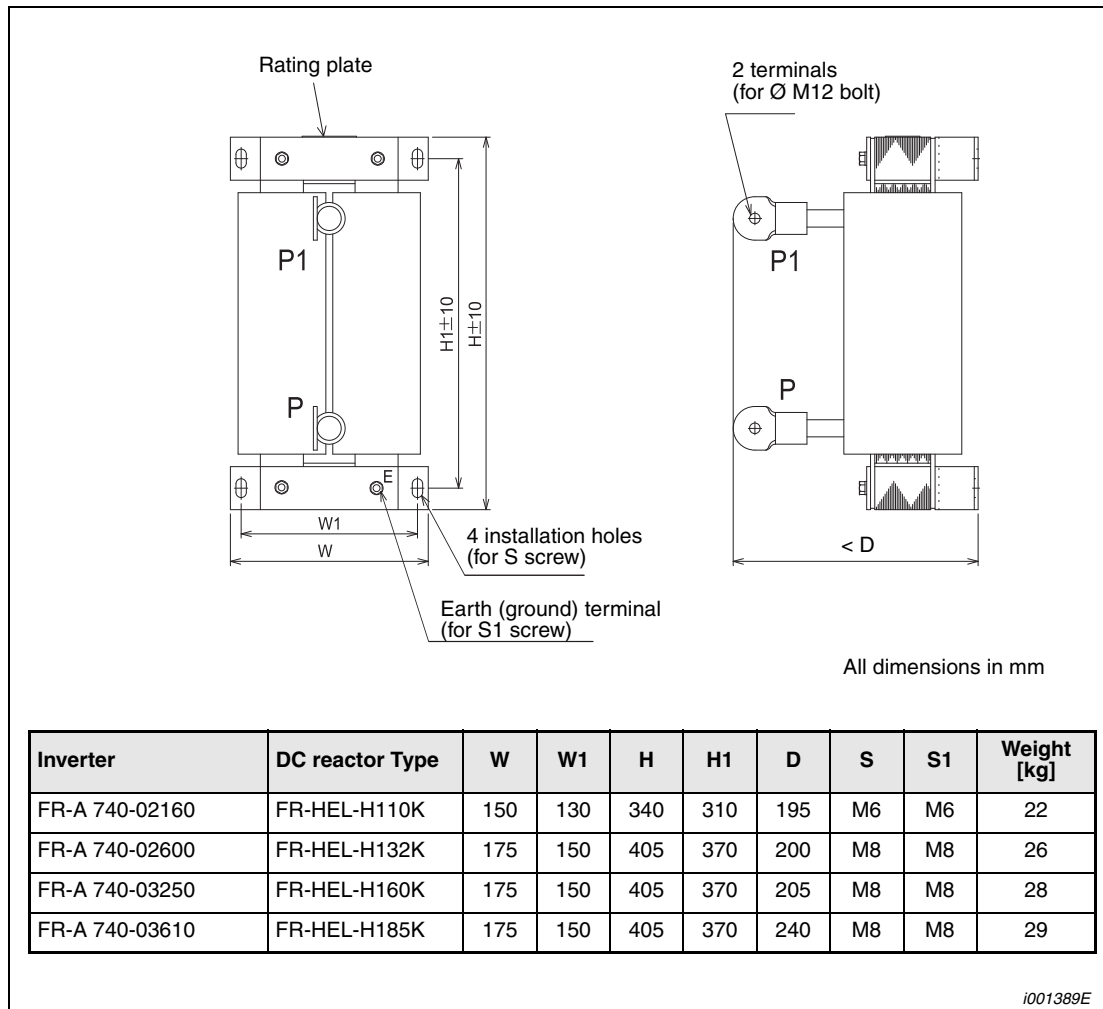 Rating plate
2 terminals
(for Ø M12 bolt)
P1
P1
H1±10
H±10
P
P
E
W1
W
4 installation holes
(for S screw)
< D
Earth (ground) terminal
(for S1 screw)
All dimensions in mm
Inverter DC reactor Type W W1 H H1 D S S1 Weight [kg]
FR-A 740-02160 FR-HEL-H110K 150 130 340 310 195 M6 M6 22
FR-A 740-02600 FR-HEL-H132K 175 150 405 370 200 M8 M8 26
FR-A 740-03250 FR-HEL-H160K 175 150 405 370 205 M8 M8 28
FR-A 740-03610 FR-HEL-H185K 175 150 405 370 240 M8 M8 29
i001389E